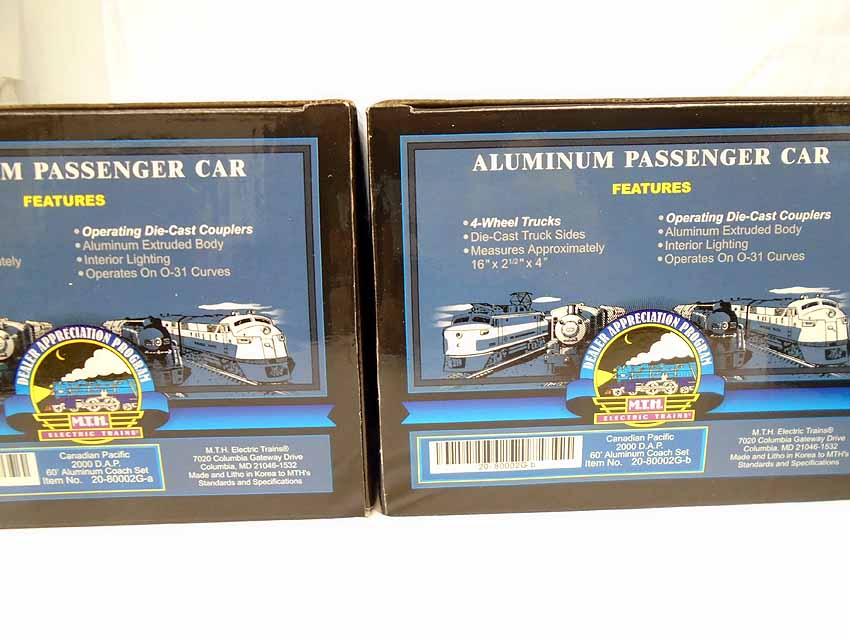 M PASSENGER CAR
FEATURES
• Operating Die-Cast Couplers
• Aluminum Extruded Body
• Interior Lighting
• Operates On O-31 Curves
DEALER APPRECIATION PROGRAM
M.T.H.
ELECTRIC TRAINS
Canadian Pacific
2000 D.A.P.
60' Aluminum Coach Set
Item No. 20-80002G-a
M.T.H. Electric Trains®
7020 Columbia Gateway Drive
Columbia, MD 21046-1532
Made and Litho in Korea to MTH's
Standards and Specifications
ALUMINUM PASSENGER CAR
FEATURES
• 4-Wheel Trucks
• Die-Cast Truck Sides
• Measures Approximately
16" x 2 1/2" x 4"
• Operating Die-Cast Couplers
• Aluminum Extruded Body
• Interior Lighting
• Operates On O-31 Curves
DEALER APPRECIATION PROGRAM
M.T.H.
ELECTRIC TRAINS
20-80002G-b
Canadian Pacific
2000 D.A.P.
60' Aluminum Coach Set
Item No. 20-80002G-b
M.T.H. Electric Trains®
7020 Columbia Gateway Drive
Columbia, MD 21046-1532
Made and Litho in Korea to MTH's
Standards and Specifications